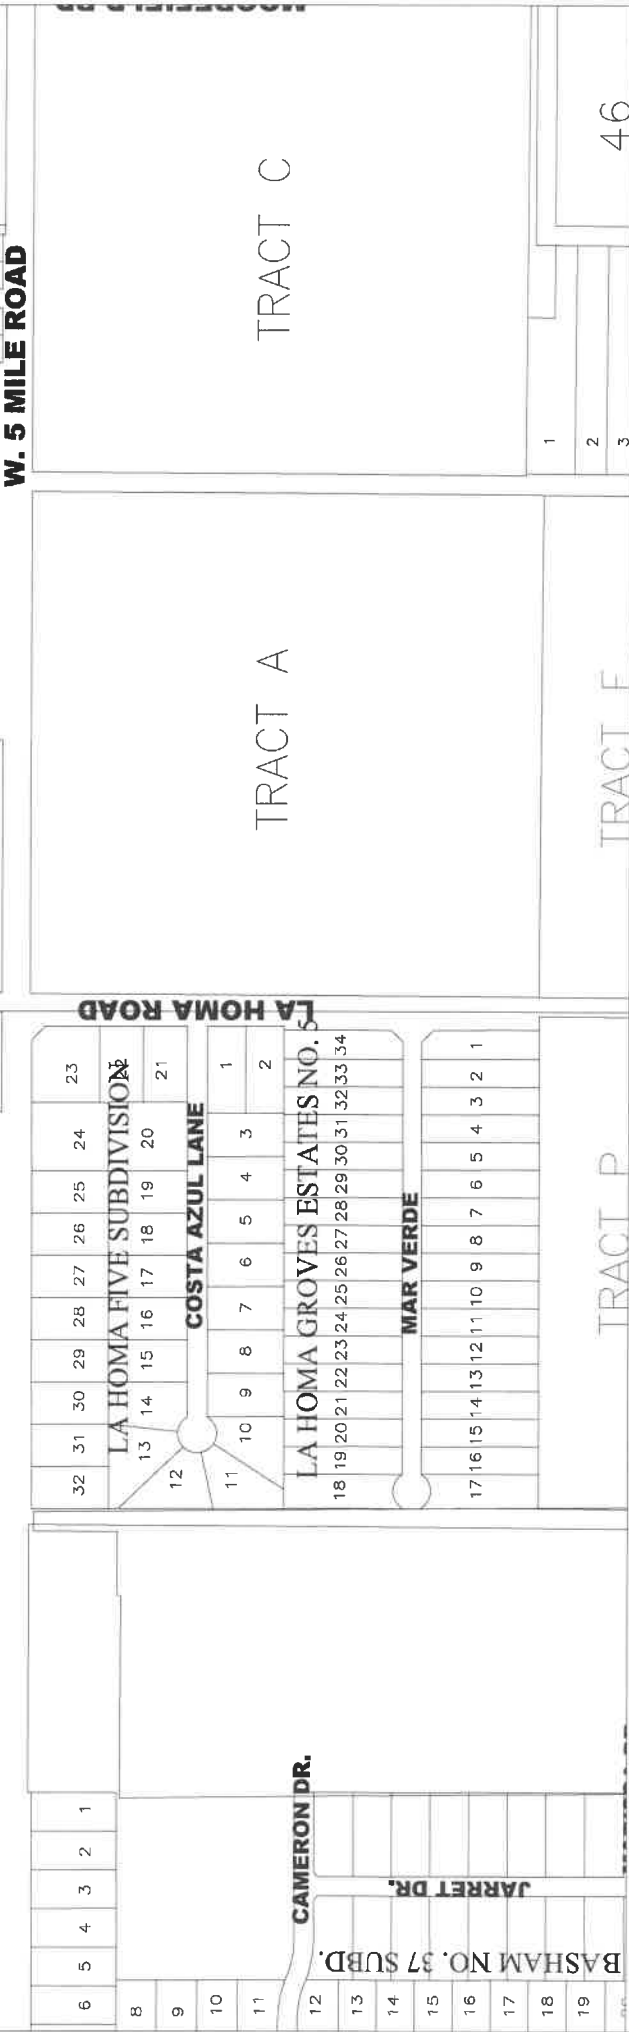 MOOREFIELD RD
W. 5 MILE ROAD
TRACT C
46
1
2
3
TRACT A
TRACT F
LA HOMA ROAD
23
22
21
1
2
24
20
3
25
19
4
26
18
5
27
17
6
28
16
7
29
15
8
30
14
9
31
13
10
32
12
11
LA HOMA FIVE SUBDIVISION
COSTA AZUL LANE
LA HOMA GROVES ESTATES NO. 5
18 19 20 21 22 23 24 25 26 27 28 29 30 31 32 33 34
MAR VERDE
17 16 15 14 13 12 11 10 9 8 7 6 5 4 3 2 1
TRACT P
CAMERON DR.
JARRET DR.
BASHAM NO. 37 SUBD.
6 5 4 3 2 1
8
9
10
11
12
13
14
15
16
17
18
19